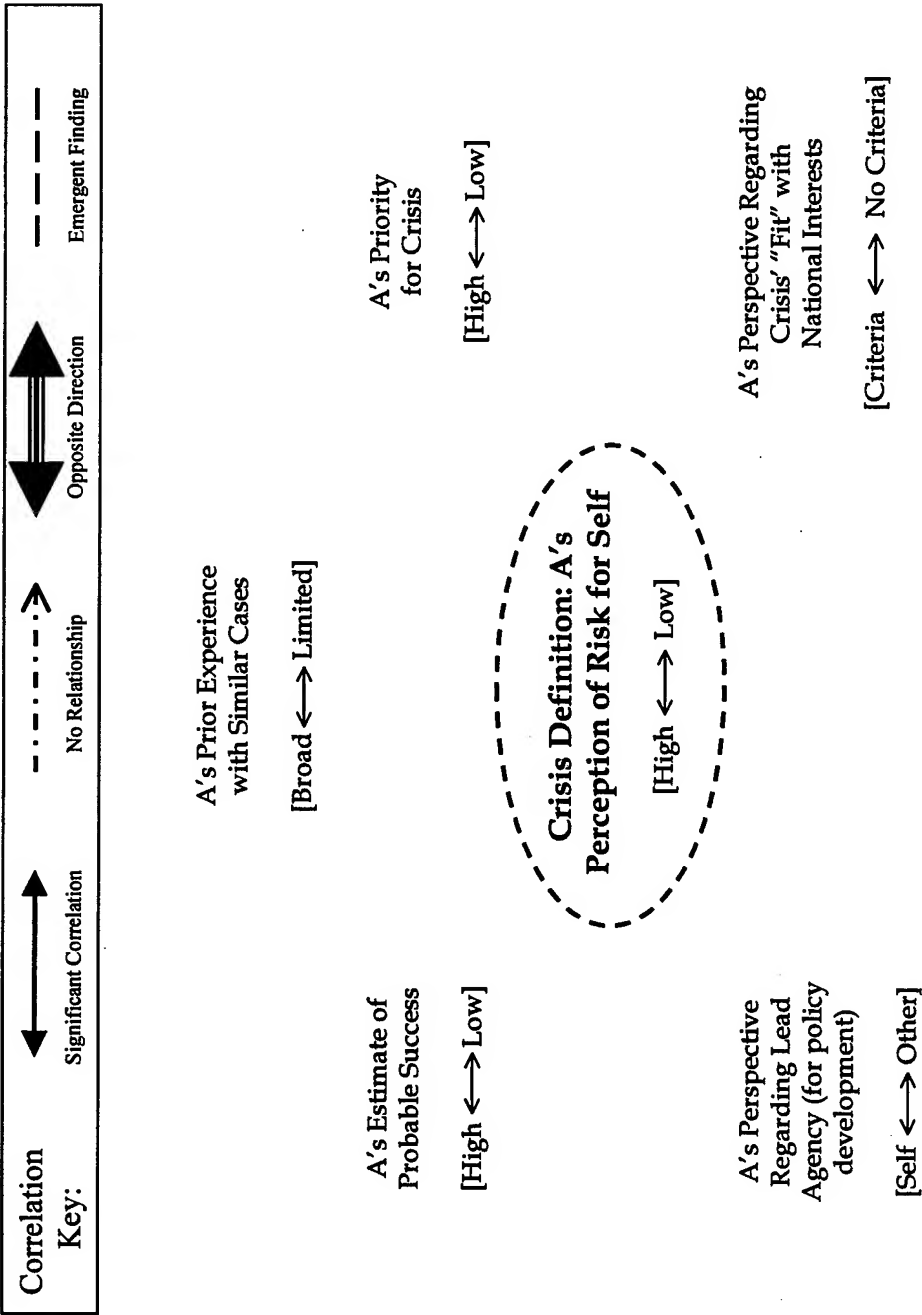 Correlation
Key:
Significant Correlation
No Relationship
Opposite Direction
Emergent Finding
A's Prior Experience
with Similar Cases
[Broad ⟷ Limited]
A's Estimate of
Probable Success
[High ⟷ Low]
A's Priority
for Crisis
[High ⟷ Low]
Crisis Definition: A's
Perception of Risk for Self
[High ⟷ Low]
A's Perspective
Regarding Lead
Agency (for policy
development)
[Self ⟷ Other]
A's Perspective Regarding
Crisis' "Fit" with
National Interests
[Criteria ⟷ No Criteria]